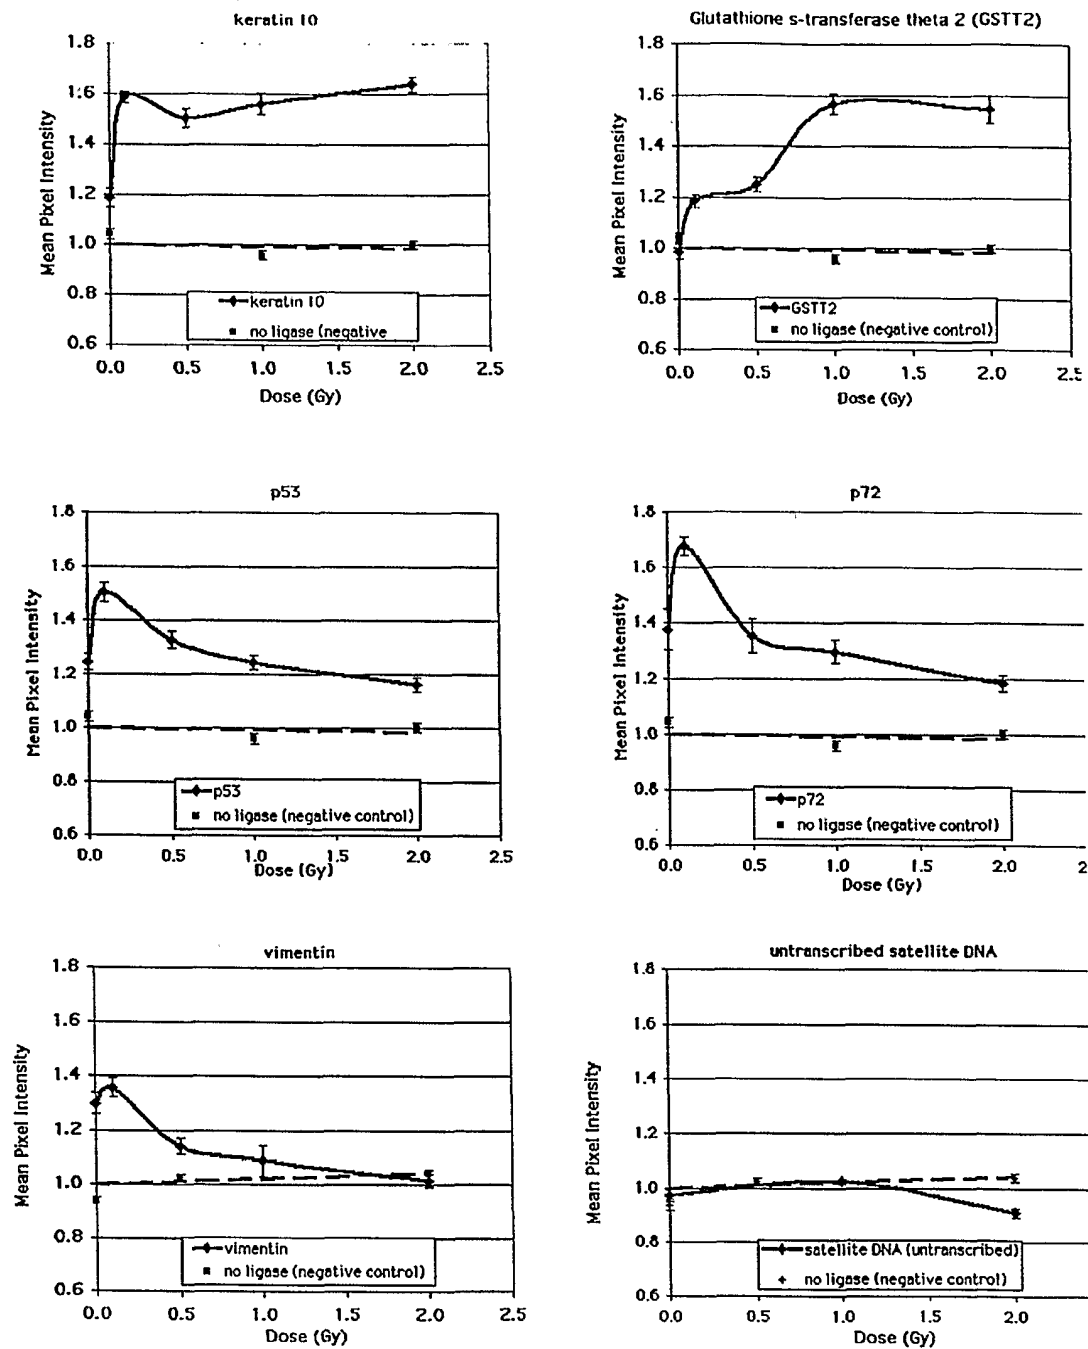 keratin 10
1.8
1.6
1.4
1.2
1.0
0.8
0.6
Mean Pixel Intensity
keratin 10
no ligase (negative
0.0 0.5 1.0 1.5 2.0 2.5
Dose (Gy)
Glutathione s-transferase theta 2 (GSTT2)
1.8
1.6
1.4
1.2
1.0
0.8
0.6
Mean Pixel Intensity
GSTT2
no ligase (negative control)
0.0 0.5 1.0 1.5 2.0 2.5
Dose (Gy)
p53
1.8
1.6
1.4
1.2
1.0
0.8
0.6
Mean Pixel Intensity
p53
no ligase (negative control)
0.0 0.5 1.0 1.5 2.0 2.5
Dose (Gy)
p72
1.8
1.6
1.4
1.2
1.0
0.8
0.6
Mean Pixel Intensity
p72
no ligase (negative control)
0.0 0.5 1.0 1.5 2.0 2
Dose (Gy)
vimentin
1.8
1.6
1.4
1.2
1.0
0.8
0.6
Mean Pixel Intensity
vimentin
no ligase (negative control)
0.0 0.5 1.0 1.5 2.0 2.5
Dose (Gy)
untranscribed satellite DNA
1.8
1.6
1.4
1.2
1.0
0.8
0.6
Mean Pixel Intensity
satellite DNA (untranscribed)
no ligase (negative control)
0.0 0.5 1.0 1.5 2.0
Dose (Gy)